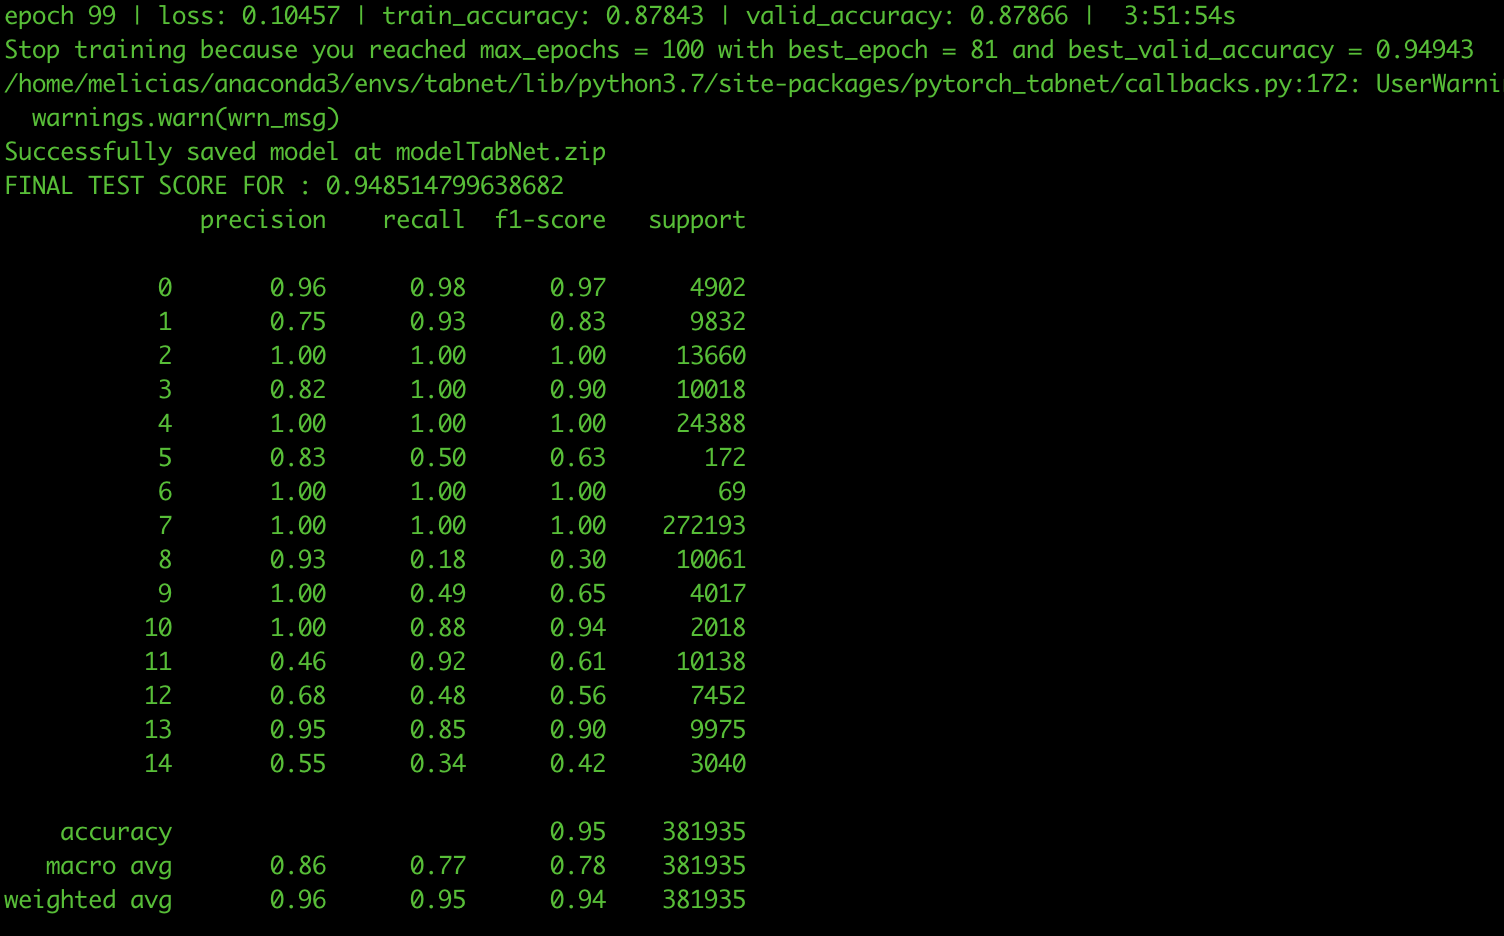 epoch 99 | loss: 0.10457 | train_accuracy: 0.87843 | valid_accuracy: 0.87866 |  3:51:54s
Stop training because you reached max_epochs = 100 with best_epoch = 81 and best_valid_accuracy = 0.94943
/home/melicias/anaconda3/envs/tabnet/lib/python3.7/site-packages/pytorch_tabnet/callbacks.py:172: UserWarni
  warnings.warn(wrn_msg)
Successfully saved model at modelTabNet.zip
FINAL TEST SCORE FOR : 0.948514799638682
              precision    recall  f1-score   support
           0       0.96      0.98      0.97      4902
           1       0.75      0.93      0.83      9832
           2       1.00      1.00      1.00     13660
           3       0.82      1.00      0.90     10018
           4       1.00      1.00      1.00     24388
           5       0.83      0.50      0.63       172
           6       1.00      1.00      1.00        69
           7       1.00      1.00      1.00    272193
           8       0.93      0.18      0.30     10061
           9       1.00      0.49      0.65      4017
          10       1.00      0.88      0.94      2018
          11       0.46      0.92      0.61     10138
          12       0.68      0.48      0.56      7452
          13       0.95      0.85      0.90      9975
          14       0.55      0.34      0.42      3040
    accuracy                           0.95    381935
   macro avg       0.86      0.77      0.78    381935
weighted avg       0.96      0.95      0.94    381935